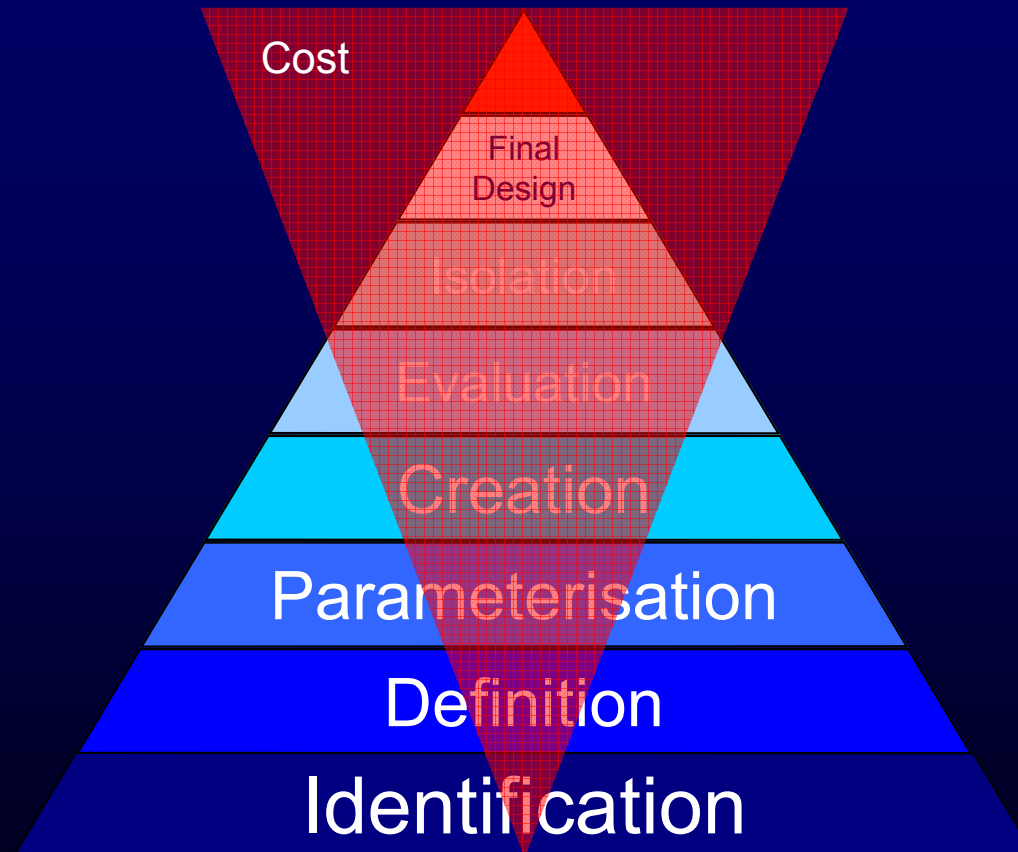 Cost
Final
Design
Isolation
Evaluation
Creation
Parameterisation
Definition
Identification